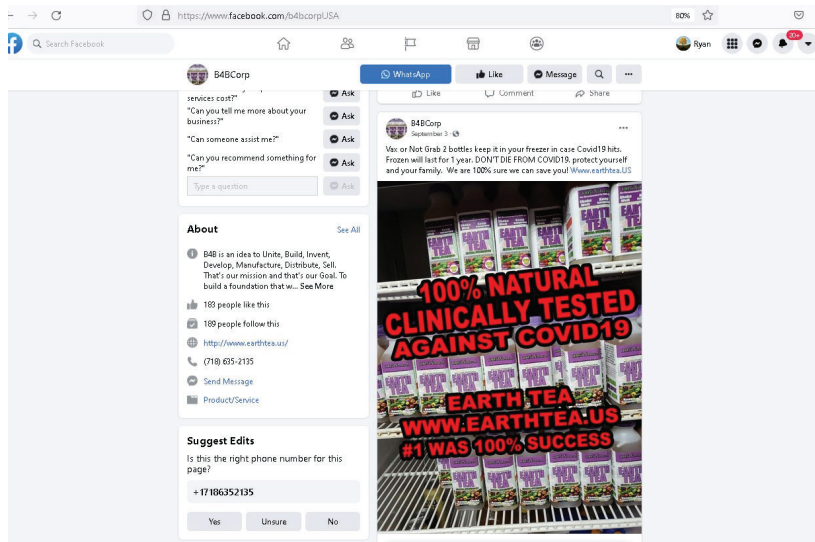 https://www.facebook.com/b4bcorpUSA
80%
Search Facebook
Ryan
20+
B4BCorp
WhatsApp
Like
Message
services cost?"
Ask
"Can you tell me more about your
business?"
Ask
"Can someone assist me?"
Ask
"Can you recommend something for
me?"
Ask
Type a question
Ask
About
See All
B4B is an idea to Unite, Build, Invent,
Develop, Manufacture, Distribute, Sell.
That's our mission and that's our Goal. To
build a foundation that w... See More
183 people like this
189 people follow this
http://www.earthtea.us/
(718) 635-2135
Send Message
Product/Service
Suggest Edits
Is this the right phone number for this
page?
+17186352135
Yes
Unsure
No
Like
Comment
Share
B4BCorp
September 3
Vax or Not Grab 2 bottles keep it in your freezer in case Covid19 hits.
Frozen will last for 1 year. DON'T DIE FROM COVID19. protect yourself
and your family. We are 100% sure we can save you! Www.earthtea.US
100% NATURAL
CLINICALLY TESTED
AGAINST COVID19
EARTH TEA
WWW.EARTHTEA.US
#1 WAS 100% SUCCESS
EARTH
TEA